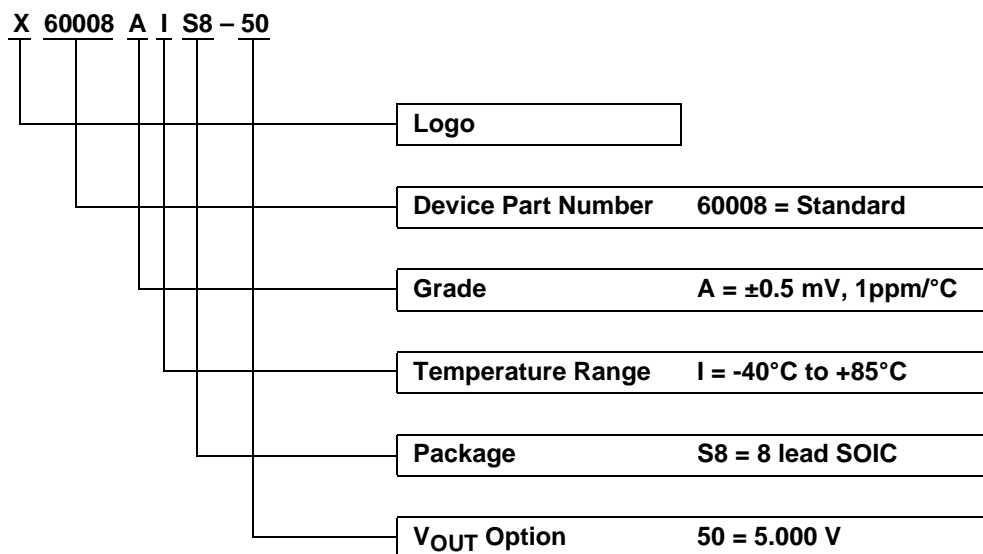 X 60008 A I S8 – 50
Logo
Device Part Number 60008 = Standard
Grade A = ±0.5 mV, 1ppm/°C
Temperature Range I = -40°C to +85°C
Package S8 = 8 lead SOIC
VOUT Option 50 = 5.000 V